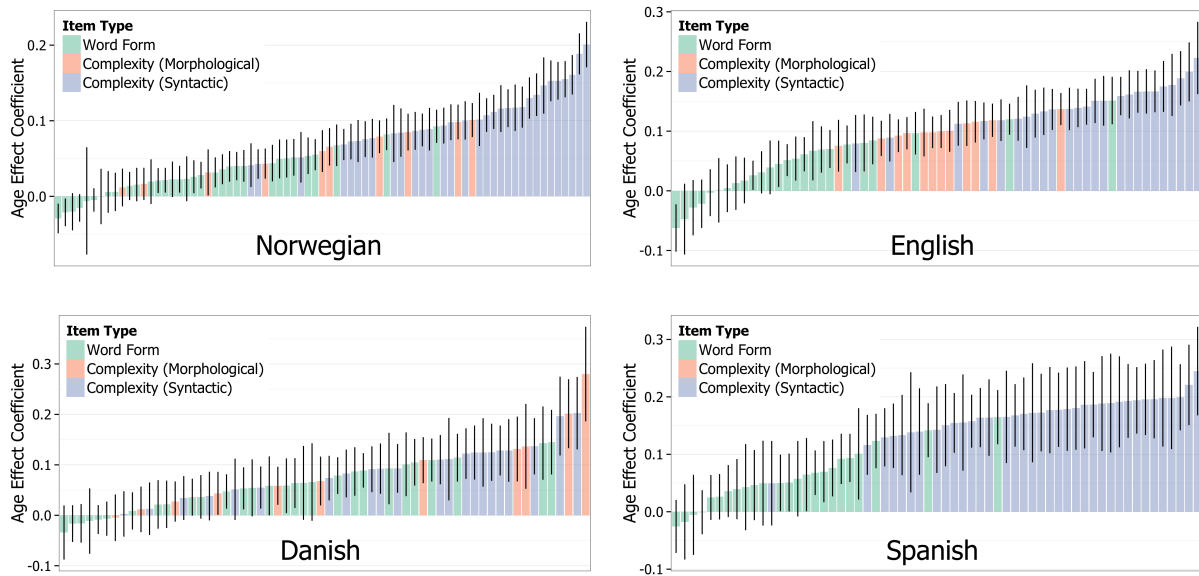 Item Type
Word Form
Complexity (Morphological)
Complexity (Syntactic)
Age Effect Coefficient
0.2
0.1
0.0
Norwegian
Item Type
Word Form
Complexity (Morphological)
Complexity (Syntactic)
Age Effect Coefficient
0.3
0.2
0.1
0.0
-0.1
English
Item Type
Word Form
Complexity (Morphological)
Complexity (Syntactic)
Age Effect Coefficient
0.3
0.2
0.1
0.0
-0.1
Danish
Item Type
Word Form
Complexity (Morphological)
Complexity (Syntactic)
Age Effect Coefficient
0.3
0.2
0.1
0.0
-0.1
Spanish